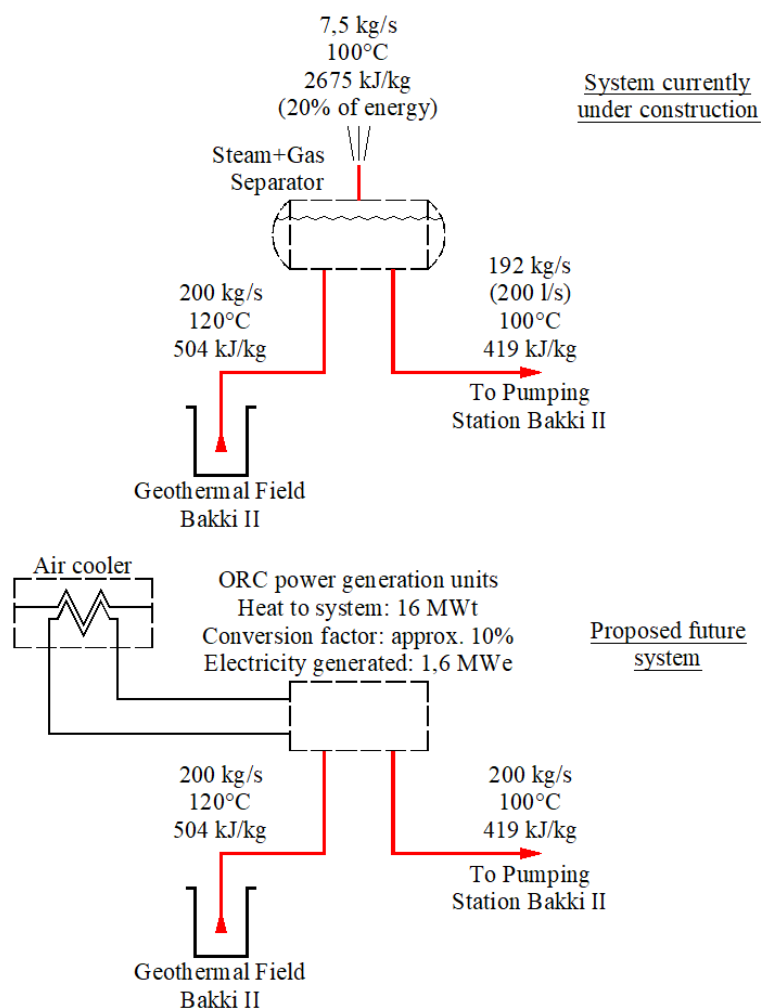 7,5 kg/s
100°C
2675 kJ/kg
(20% of energy)
System currently
under construction
Steam+Gas
Separator
200 kg/s
120°C
504 kJ/kg
192 kg/s
(200 l/s)
100°C
419 kJ/kg
To Pumping
Station Bakki II
Geothermal Field
Bakki II
Air cooler
ORC power generation units
Heat to system: 16 MWt
Conversion factor: approx. 10%
Electricity generated: 1,6 MWe
Proposed future
system
200 kg/s
120°C
504 kJ/kg
200 kg/s
100°C
419 kJ/kg
To Pumping
Station Bakki II
Geothermal Field
Bakki II